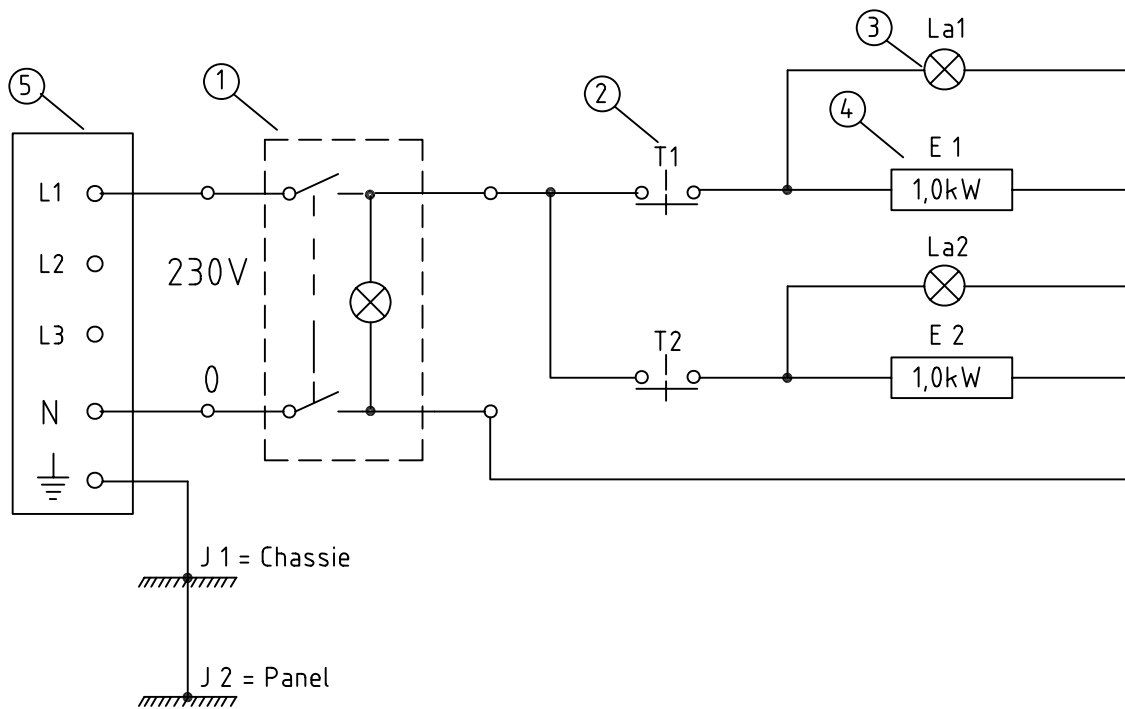 5
1
2
3
La1
4
E 1
1,0kW
T1
L1
L2
L3
N
230V
0
La2
E 2
1,0kW
T2
J 1 = Chassie
J 2 = Panel